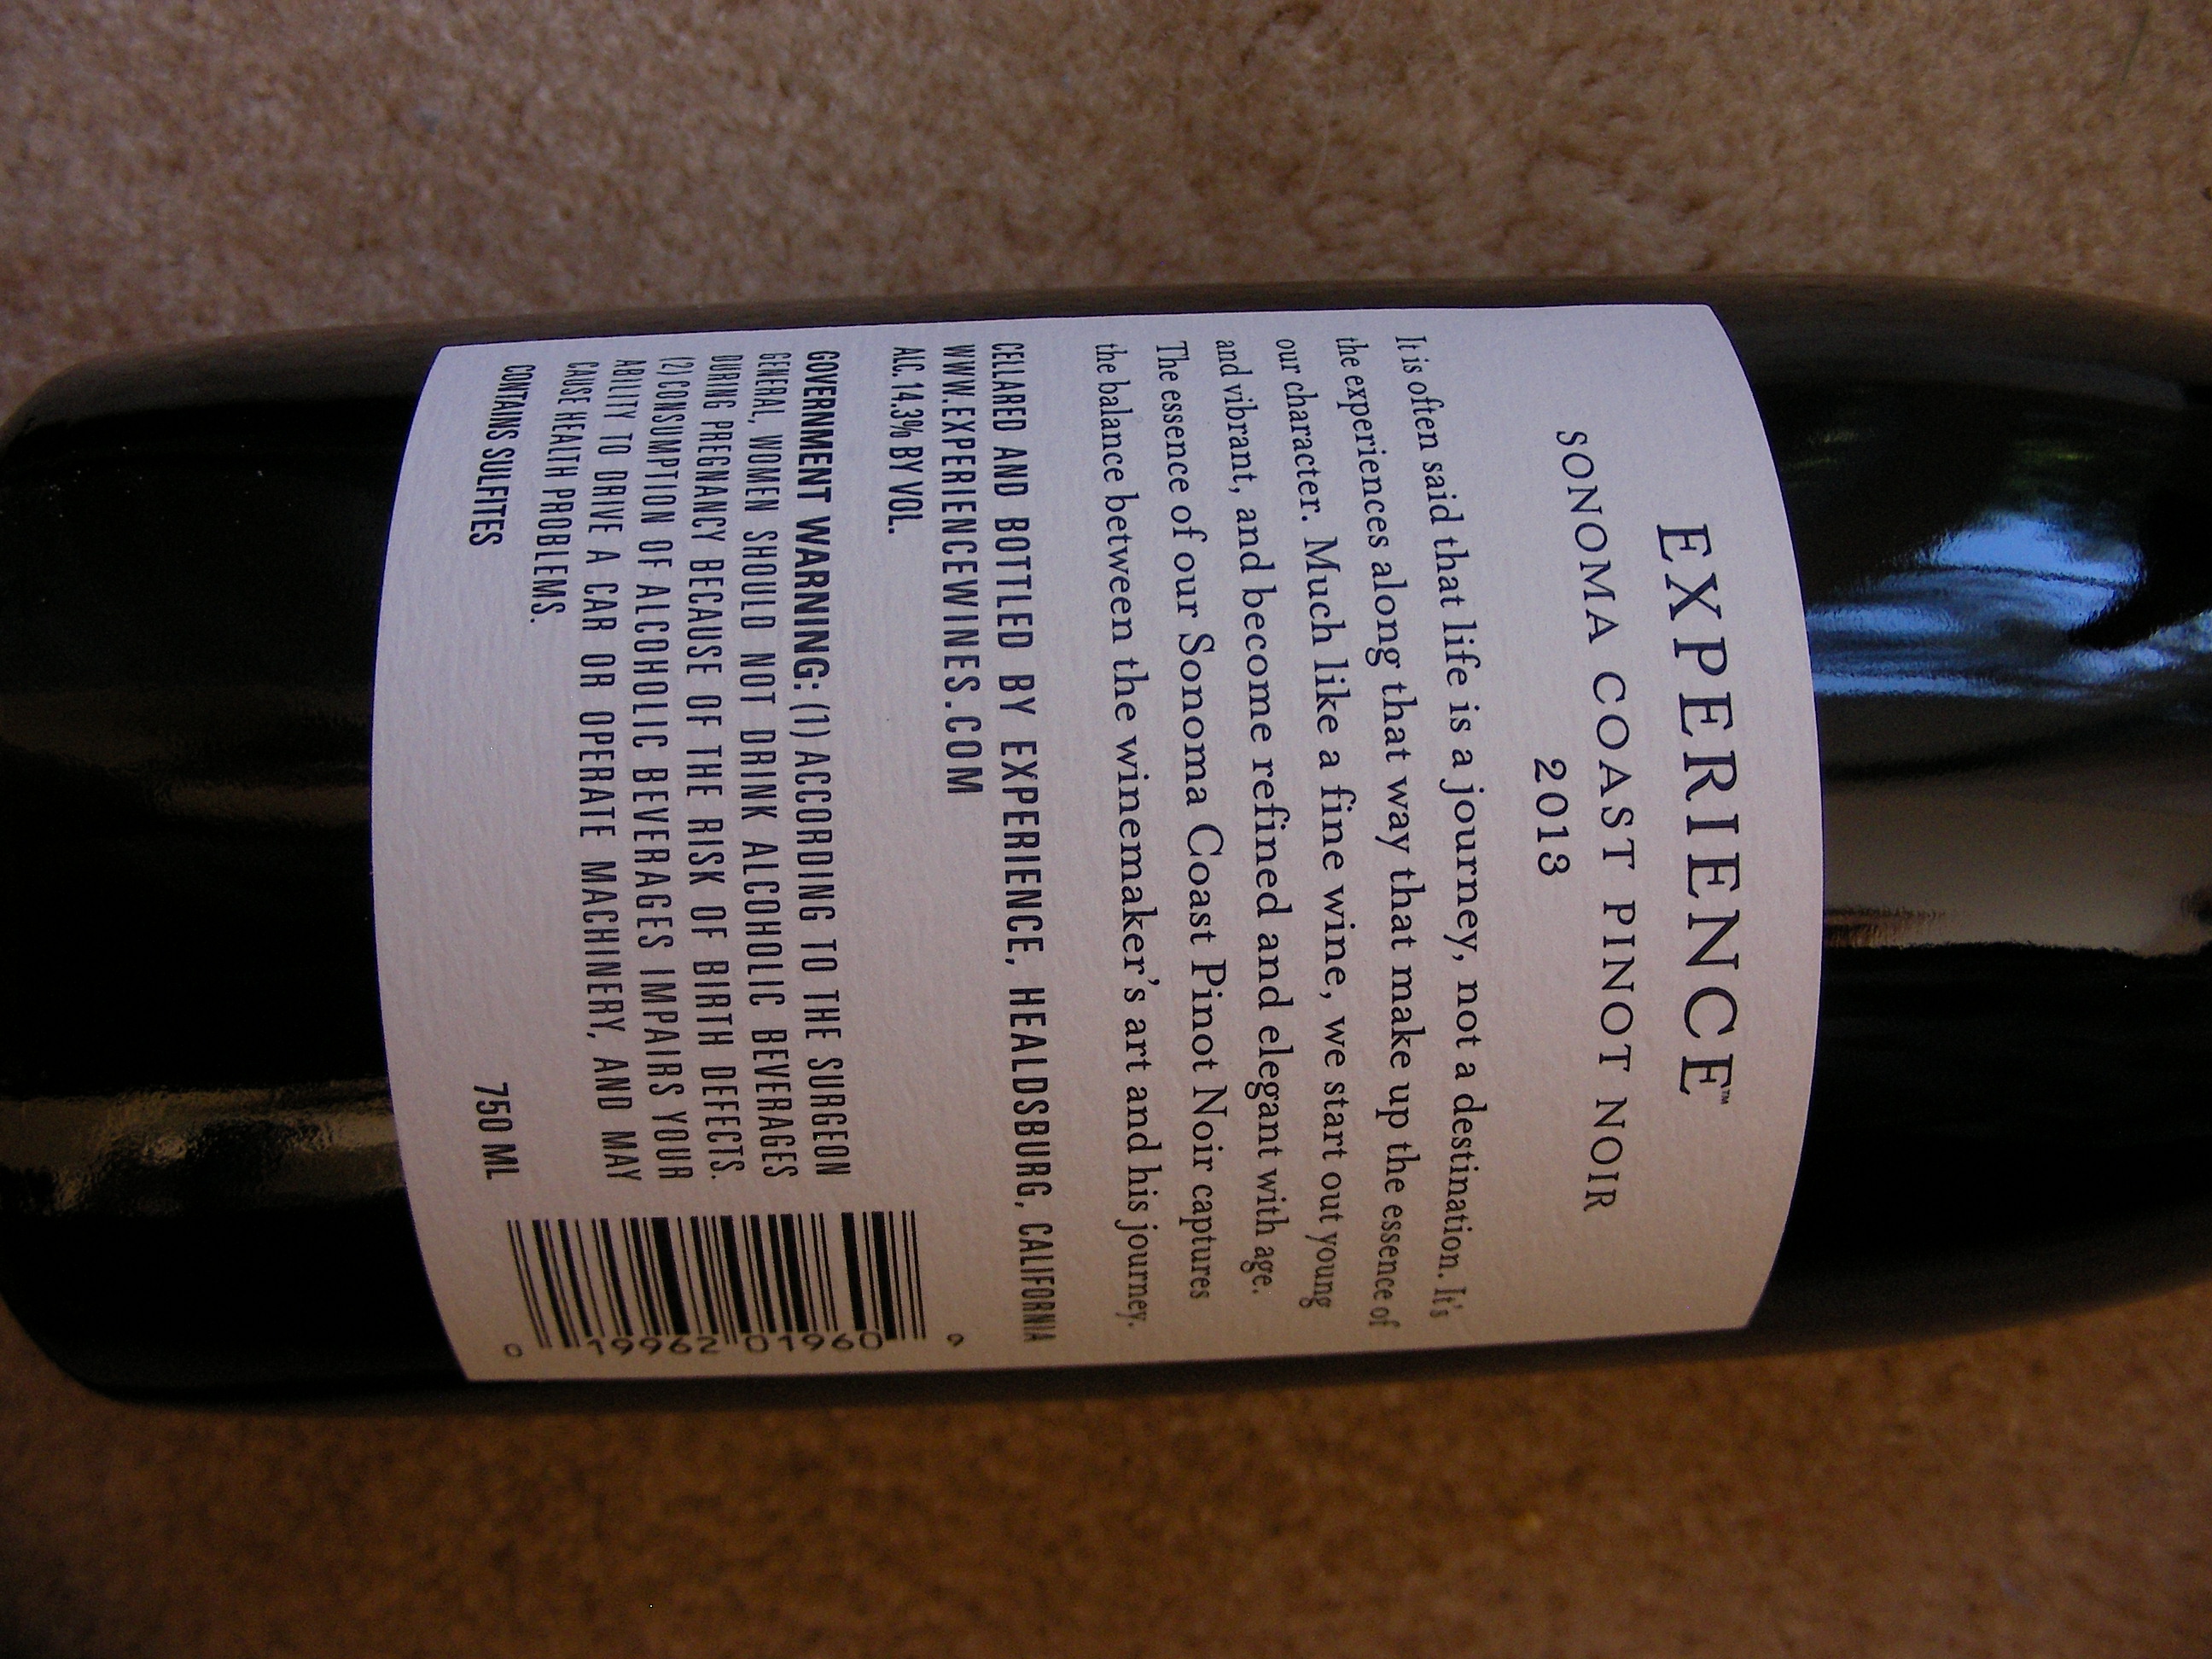 EXPERIENCE™
SONOMA COAST PINOT NOIR
2013
It is often said that life is a journey, not a destination. It's
the experiences along that way that make up the essence of
our character. Much like a fine wine, we start out young
and vibrant, and become refined and elegant with age.
The essence of our Sonoma Coast Pinot Noir captures
the balance between the winemaker's art and his journey.
CELLARED AND BOTTLED BY EXPERIENCE, HEALDSBURG, CALIFORNIA
WWW.EXPERIENCEWINES.COM
ALC. 14.3% BY VOL.
GOVERNMENT WARNING: (1) ACCORDING TO THE SURGEON
GENERAL, WOMEN SHOULD NOT DRINK ALCOHOLIC BEVERAGES
DURING PREGNANCY BECAUSE OF THE RISK OF BIRTH DEFECTS.
(2) CONSUMPTION OF ALCOHOLIC BEVERAGES IMPAIRS YOUR
ABILITY TO DRIVE A CAR OR OPERATE MACHINERY, AND MAY
CAUSE HEALTH PROBLEMS.
CONTAINS SULFITES 750 ML
0 19962 01960 9